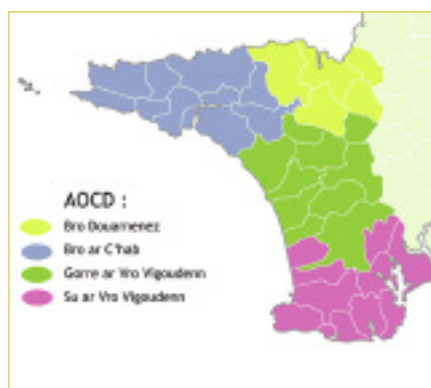 AOCD :
Bro Douarnenez
Bro ar C'hab
Gorre ar Vro Vigoudenn
Su ar Vro Vigoudenn